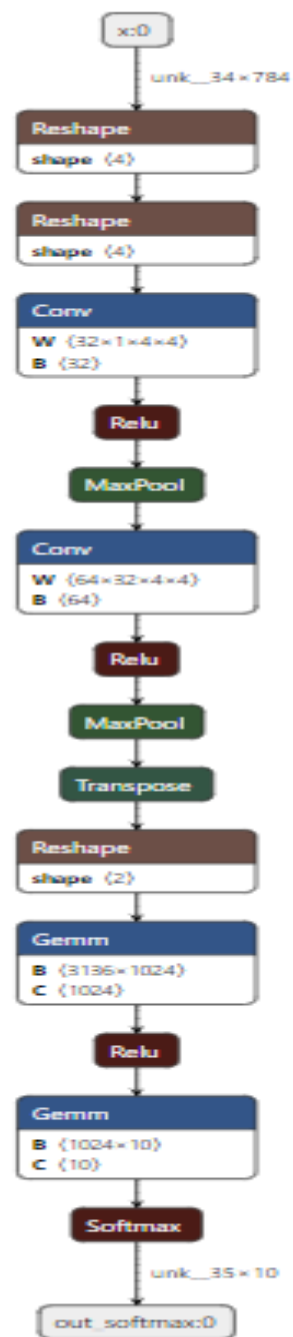 x:0
unk__34×784
Reshape
shape ⟨4⟩
Reshape
shape ⟨4⟩
Conv
W ⟨32×1×4×4⟩
B ⟨32⟩
Relu
MaxPool
Conv
W ⟨64×32×4×4⟩
B ⟨64⟩
Relu
MaxPool
Transpose
Reshape
shape ⟨2⟩
Gemm
B ⟨3136×1024⟩
C ⟨1024⟩
Relu
Gemm
B ⟨1024×10⟩
C ⟨10⟩
Softmax
unk__35×10
out_softmax:0